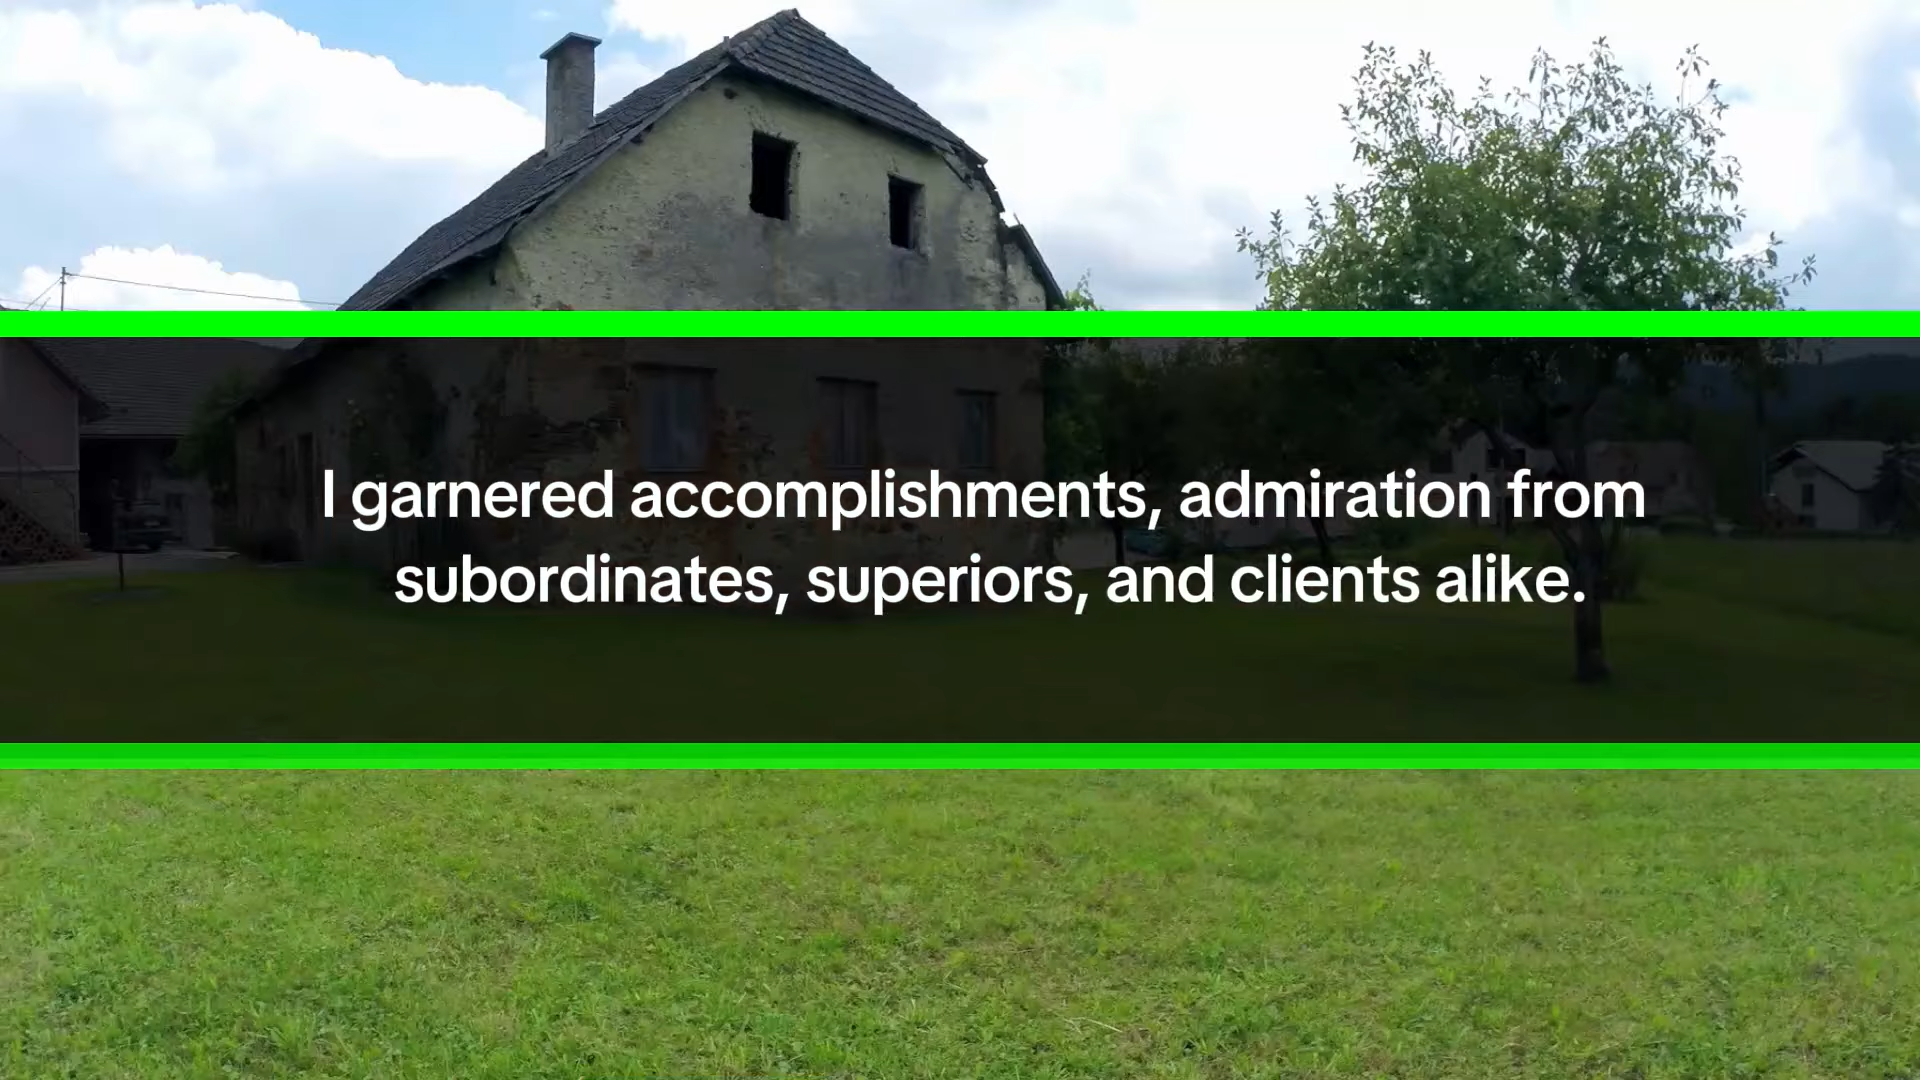 I garnered accomplishments, admiration from
subordinates, superiors, and clients alike.